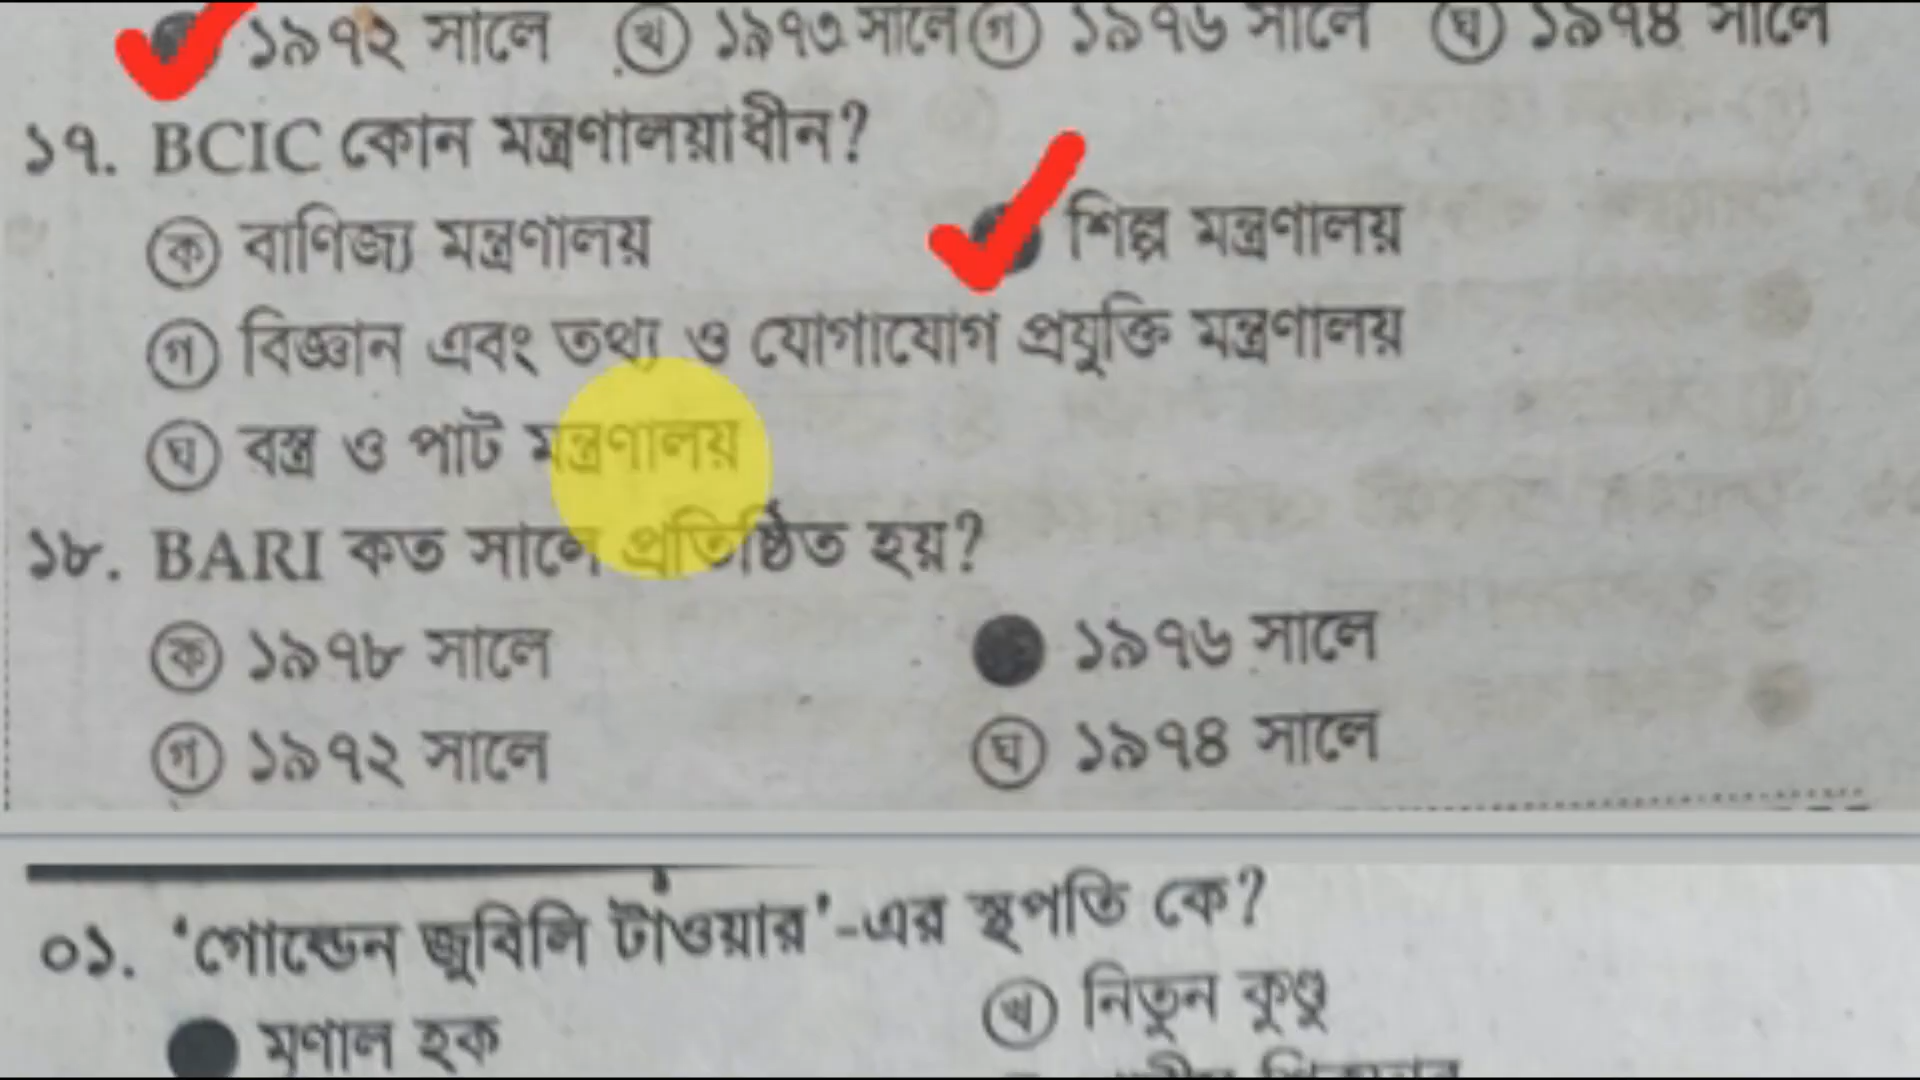 ১৯৭২ সালে (খ) ১৯৭৩ সালে (গ) ১৯৭৬ সালে (ঘ) ১৯৭৪ সালে
১৭. BCIC কোন মন্ত্রণালয়াধীন?
(ক) বাণিজ্য মন্ত্রণালয় শিল্প মন্ত্রণালয়
(গ) বিজ্ঞান এবং তথ্য ও যোগাযোগ প্রযুক্তি মন্ত্রণালয়
(ঘ) বস্ত্র ও পাট মন্ত্রণালয়
১৮. BARI কত সালে প্রতিষ্ঠিত হয়?
(ক) ১৯৭৮ সালে ১৯৭৬ সালে
(গ) ১৯৭২ সালে (ঘ) ১৯৭৪ সালে
০১. ‘গোল্ডেন জুবিলি টাওয়ার’-এর স্থপতি কে?
মৃণাল হক (খ) নিতুন কুণ্ডু